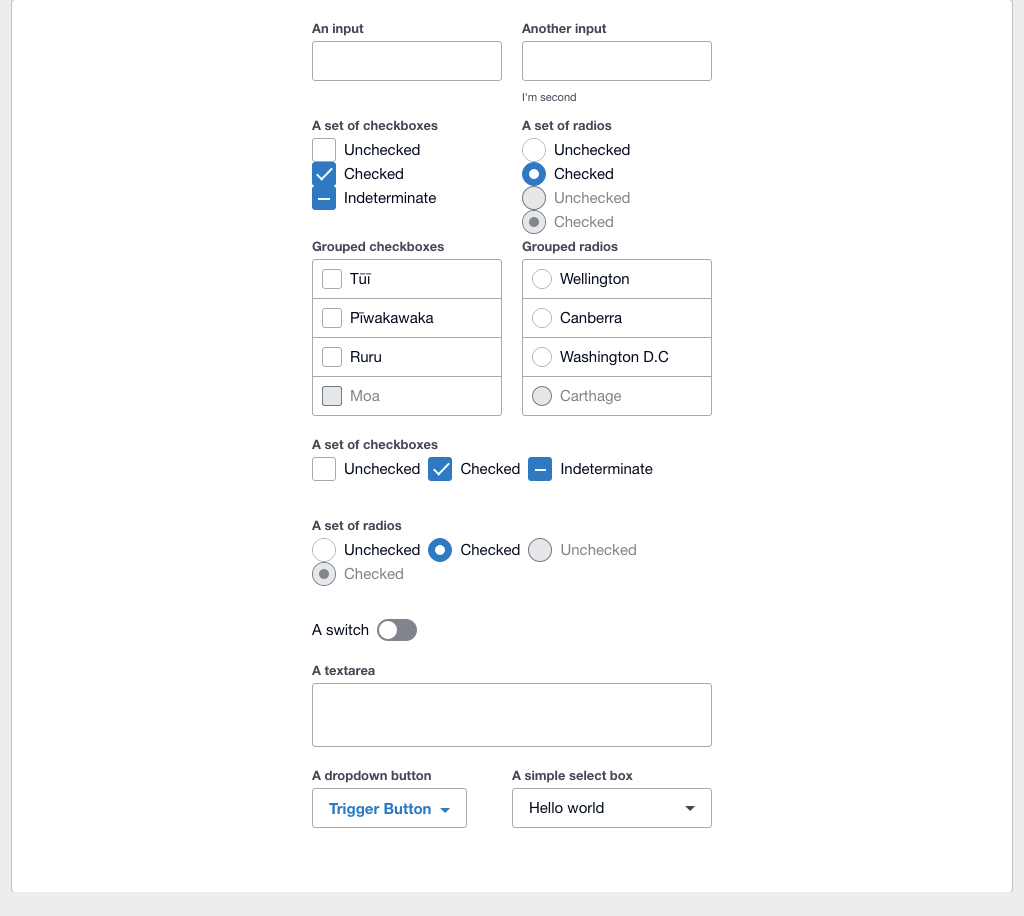 An input
Another input
I'm second
A set of checkboxes
Unchecked
Checked
Indeterminate
A set of radios
Unchecked
Checked
Unchecked
Checked
Grouped checkboxes
Tūī
Pīwakawaka
Ruru
Moa
Grouped radios
Wellington
Canberra
Washington D.C
Carthage
A set of checkboxes
Unchecked Checked Indeterminate
A set of radios
Unchecked Checked Unchecked
Checked
A switch
A textarea
A dropdown button
Trigger Button
A simple select box
Hello world